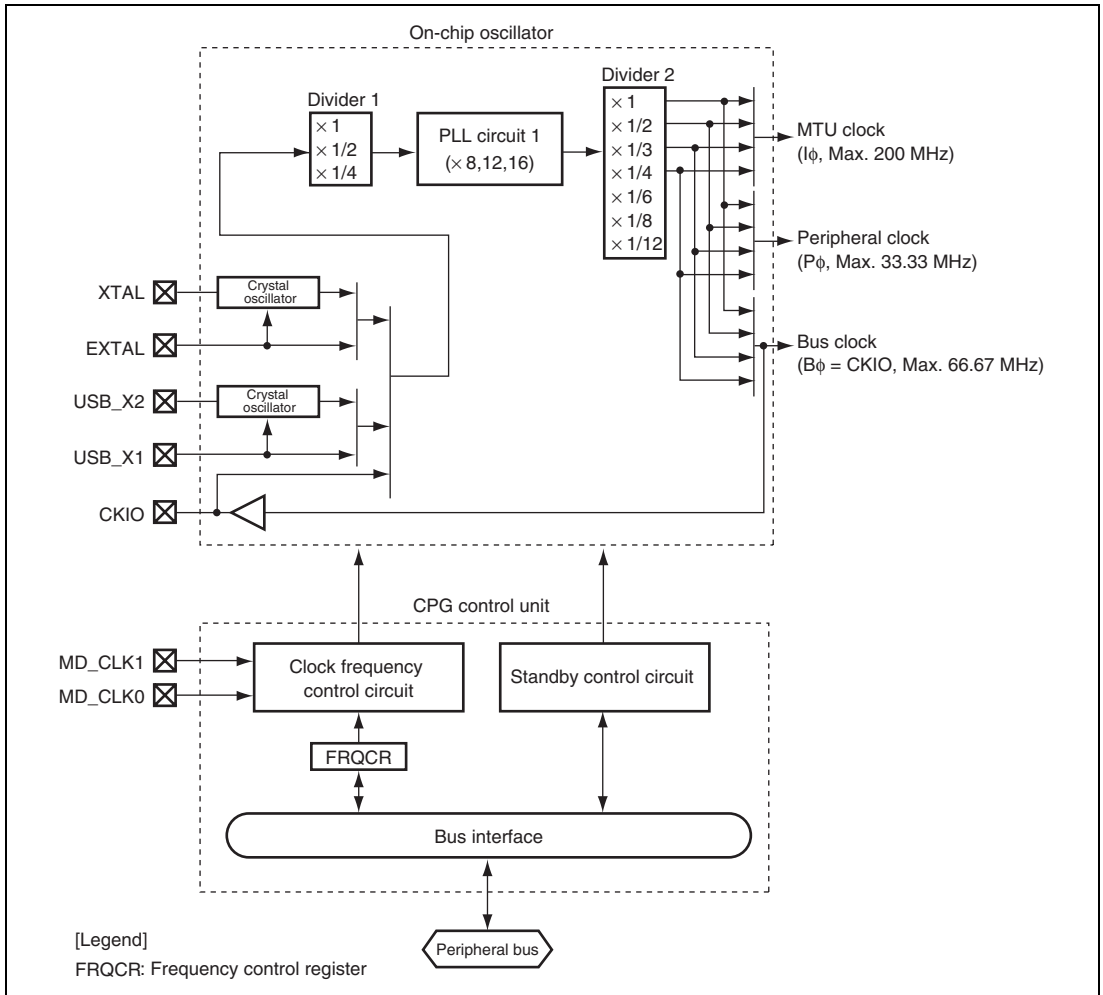 On-chip oscillator
Divider 1
× 1
× 1/2
× 1/4
PLL circuit 1
(× 8,12,16)
Divider 2
× 1
× 1/2
× 1/3
× 1/4
× 1/6
× 1/8
× 1/12
MTU clock
(Iϕ, Max. 200 MHz)
Peripheral clock
(Pϕ, Max. 33.33 MHz)
Bus clock
(Bϕ = CKIO, Max. 66.67 MHz)
XTAL
Crystal
oscillator
EXTAL
USB_X2
Crystal
oscillator
USB_X1
CKIO
CPG control unit
MD_CLK1
MD_CLK0
Clock frequency
control circuit
Standby control circuit
FRQCR
Bus interface
Peripheral bus
[Legend]
FRQCR: Frequency control register